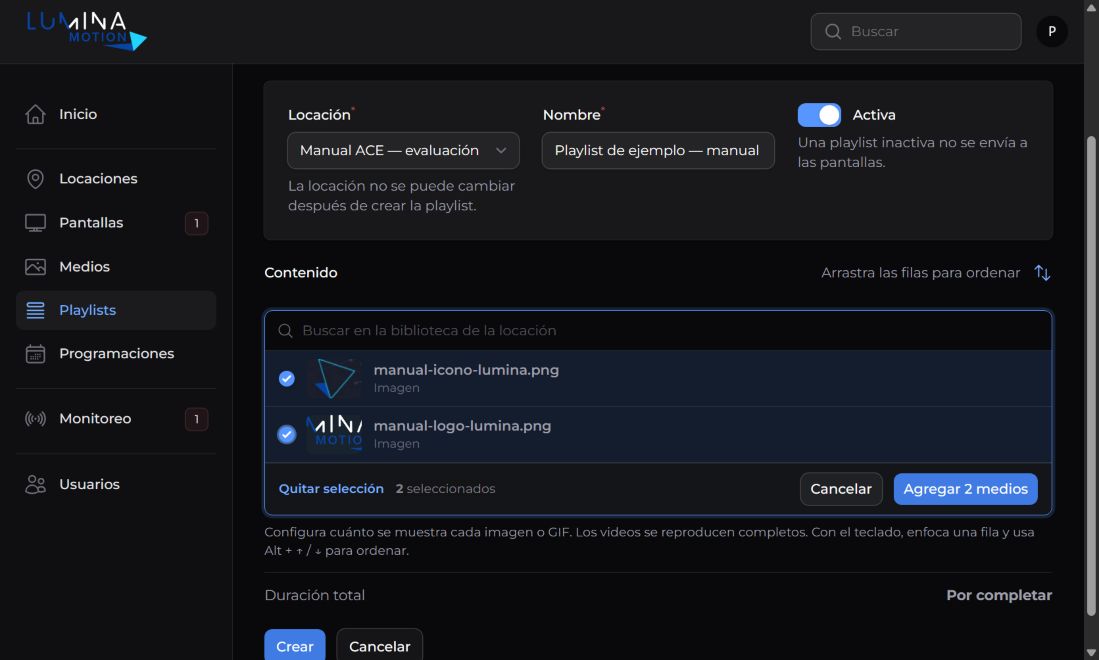 LUMINA
MOTION
Buscar
P
Inicio
Locaciones
Pantallas
1
Medios
Playlists
Programaciones
Monitoreo
1
Usuarios
Locación*
Manual ACE — evaluación
La locación no se puede cambiar
después de crear la playlist.
Nombre*
Playlist de ejemplo — manual
Activa
Una playlist inactiva no se envía a
las pantallas.
Contenido
Arrastra las filas para ordenar
Buscar en la biblioteca de la locación
manual-icono-lumina.png
Imagen
MINA
MOTIO
manual-logo-lumina.png
Imagen
Quitar selección 2 seleccionados
Cancelar
Agregar 2 medios
Configura cuánto se muestra cada imagen o GIF. Los videos se reproducen completos. Con el teclado, enfoca una fila y usa
Alt + ↑ / ↓ para ordenar.
Duración total
Por completar
Crear
Cancelar